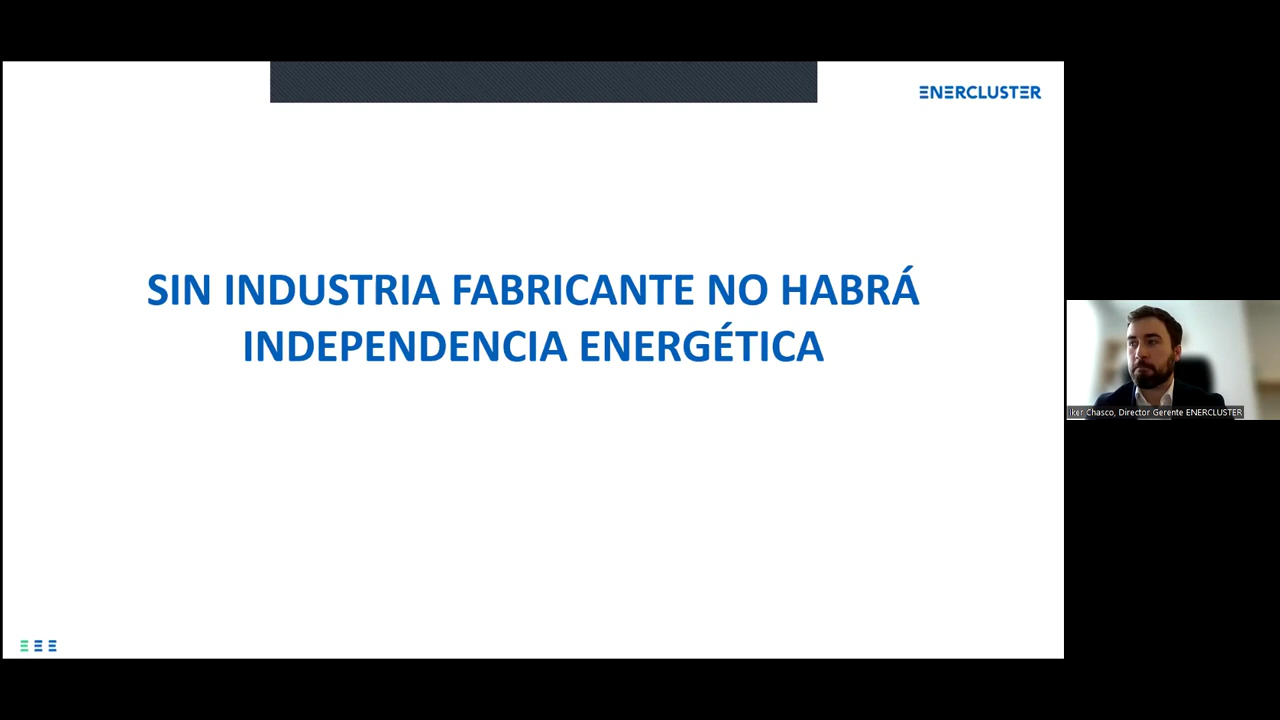 ENERCLUSTER
SIN INDUSTRIA FABRICANTE NO HABRÁ
INDEPENDENCIA ENERGÉTICA
Iker Chasco, Director Gerente ENERCLUSTER